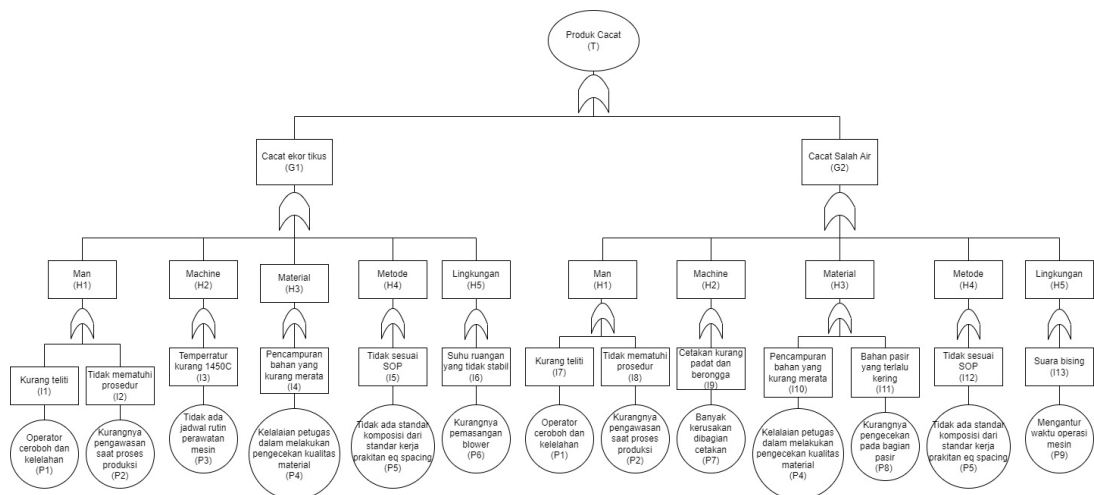 Produk Cacat
(T)
Cacat ekor tikus
(G1)
Cacat Salah Air
(G2)
Man
(H1)
Machine
(H2)
Material
(H3)
Metode
(H4)
Lingkungan
(H5)
Man
(H1)
Machine
(H2)
Material
(H3)
Metode
(H4)
Lingkungan
(H5)
Kurang teliti
(I1)
Tidak mematuhi
prosedur
(I2)
Temperratur
kurang 1450C
(I3)
Pencampuran
bahan yang
kurang merata
(I4)
Tidak sesuai
SOP
(I5)
Suhu ruangan
yang tidak stabil
(I6)
Kurang teliti
(I7)
Tidak mematuhi
prosedur
(I8)
Cetakan kurang
padat dan
berongga
(I9)
Pencampuran
bahan yang
kurang merata
(I10)
Bahan pasir
yang terlalu
kering
(I11)
Tidak sesuai
SOP
(I12)
Suara bising
(I13)
Operator
ceroboh dan
kelelahan
(P1)
Kurangnya
pengawasan
saat proses
produksi
(P2)
Tidak ada
jadwal rutin
perawatan
mesin
(P3)
Kelalaian petugas
dalam melakukan
pengecekan kualitas
material
(P4)
Tidak ada standar
komposisi dari
standar kerja
prakitan eq spacing
(P5)
Kurangnya
pemasangan
blower
(P6)
Operator
ceroboh dan
kelelahan
(P1)
Kurangnya
pengawasan
saat proses
produksi
(P2)
Banyak
kerusakan
dibagian
cetakan
(P7)
Kelalaian petugas
dalam melakukan
pengecekan kualitas
material
(P4)
Kurangnya
pengecekan
pada bagian
pasir
(P8)
Tidak ada standar
komposisi dari
standar kerja
prakitan eq spacing
(P5)
Mengantur
waktu operasi
mesin
(P9)